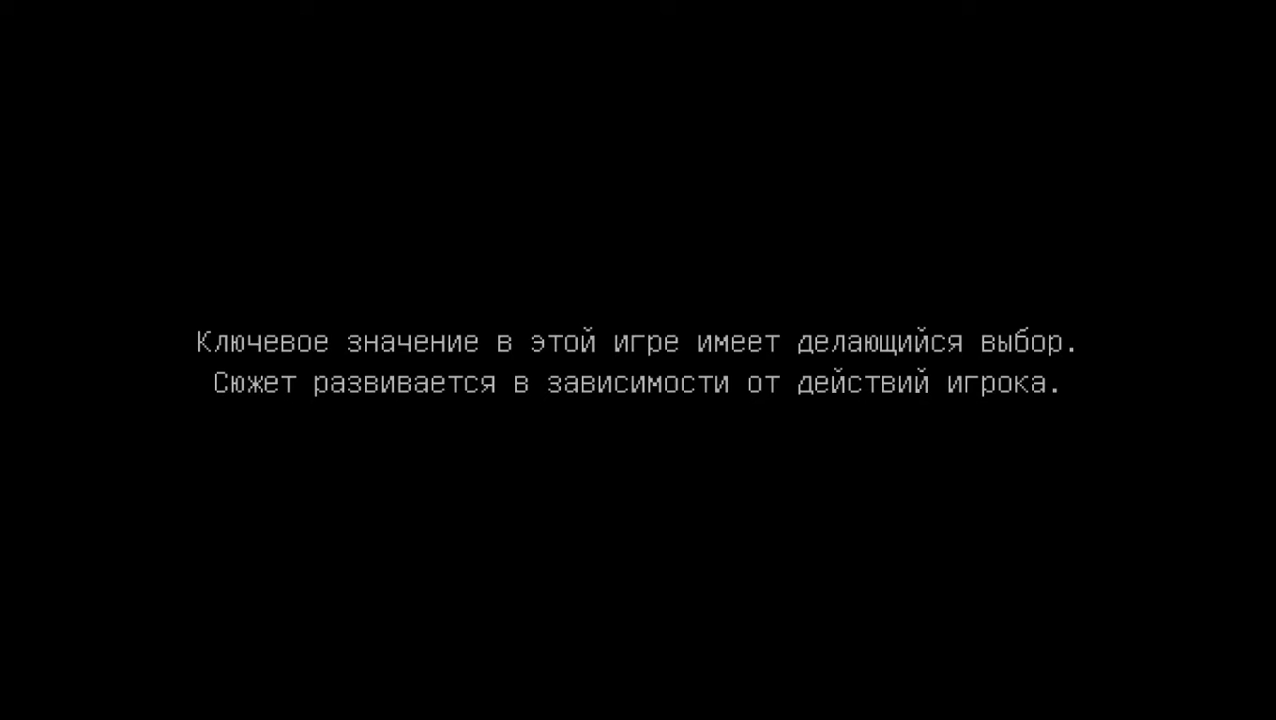 Ключевое значение в этой игре имеет делающийся выбор.
Сюжет развивается в зависимости от действий игрока.